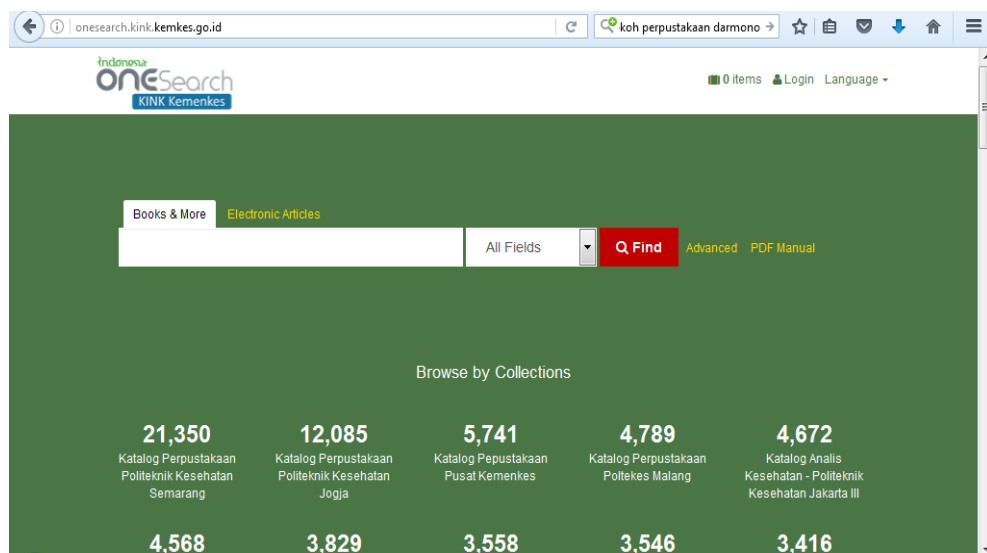 onesearch.kink.kemkes.go.id
koh perpustakaan darmono
indonesia
OneSearch
KINK Kemenkes
0 items Login Language
Books & More Electronic Articles
All Fields Find Advanced PDF Manual
Browse by Collections
21,350 12,085 5,741 4,789 4,672
Katalog Perpustakaan Katalog Perpustakaan Katalog Pepustakaan Katalog Perpustakaan Katalog Analis
Politeknik Kesehatan Politeknik Kesehatan Pusat Kemenkes Poltekes Malang Kesehatan - Politeknik
Semarang Jogja Kesehatan Jakarta III
4,568 3,829 3,558 3,546 3,416